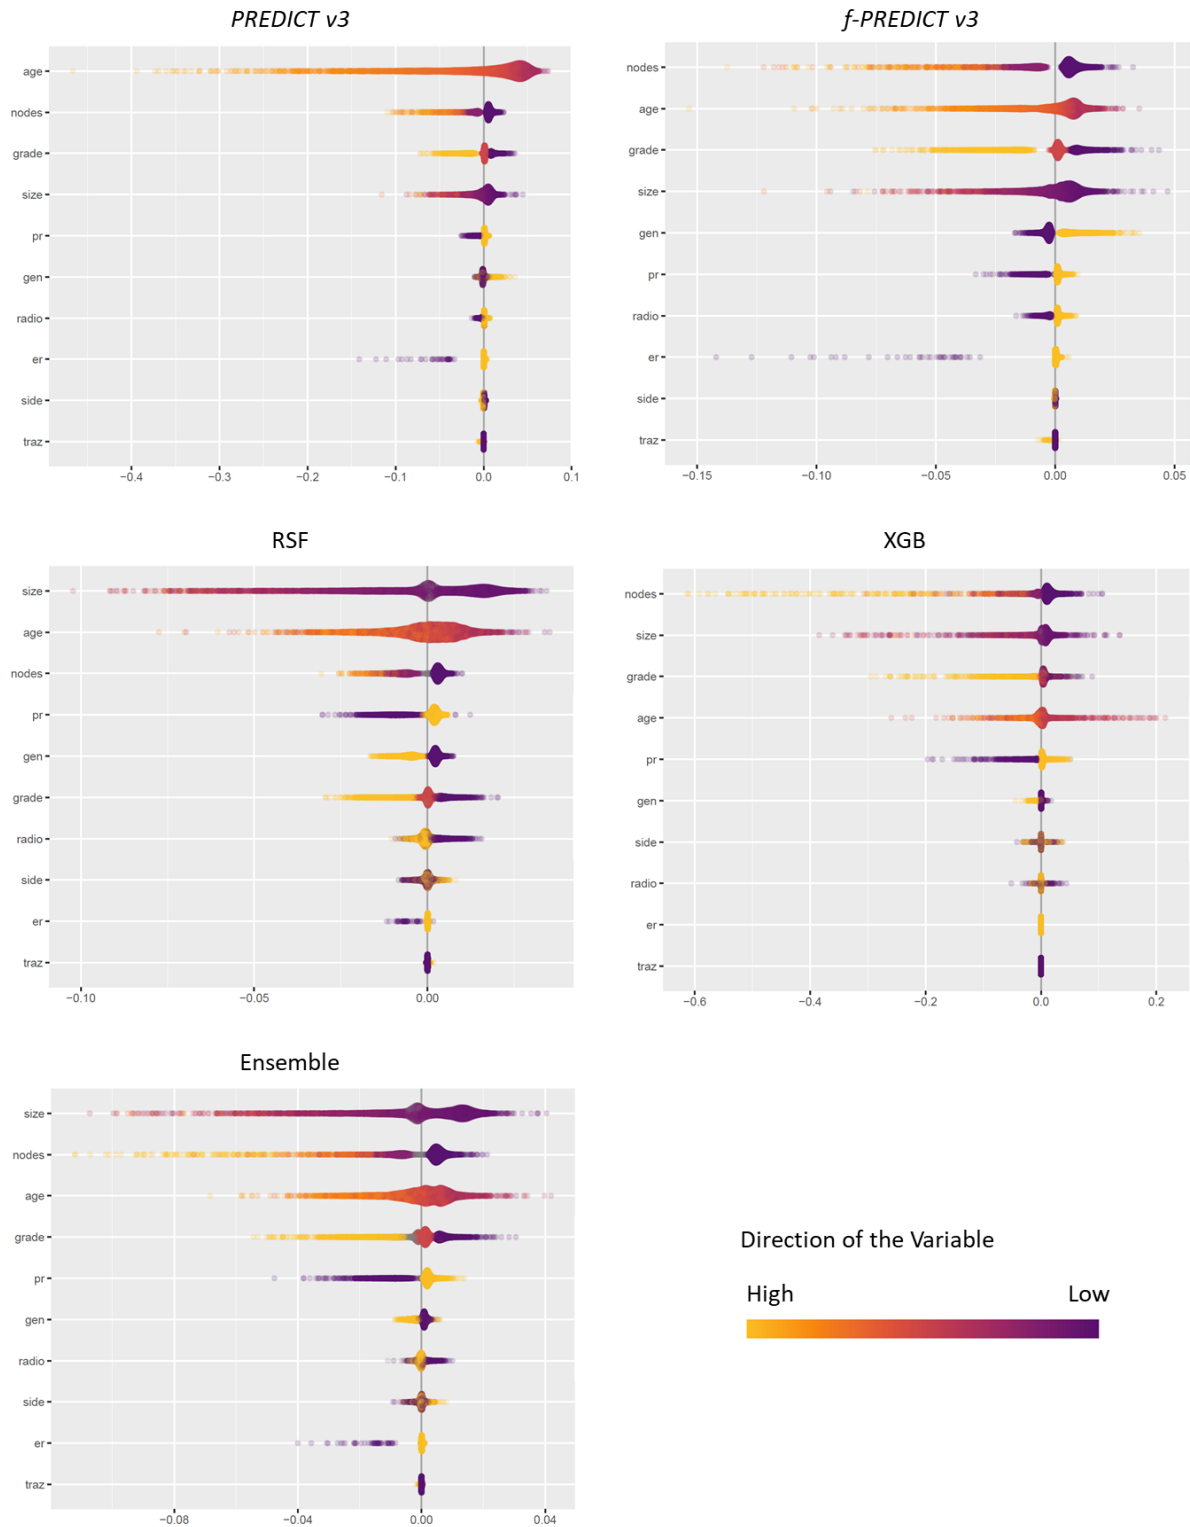 PREDICT v3
age
nodes
grade
size
pr
gen
radio
er
side
traz
−0.4 −0.3 −0.2 −0.1 0.0 0.1
f-PREDICT v3
nodes
age
grade
size
gen
pr
radio
er
side
traz
−0.15 −0.10 −0.05 0.00 0.05
RSF
size
age
nodes
pr
gen
grade
radio
side
er
traz
−0.10 −0.05 0.00
XGB
nodes
size
grade
age
pr
gen
side
radio
er
traz
−0.6 −0.4 −0.2 0.0 0.2
Ensemble
size
nodes
age
grade
pr
gen
radio
side
er
traz
−0.08 −0.04 0.00 0.04
Direction of the Variable
High Low